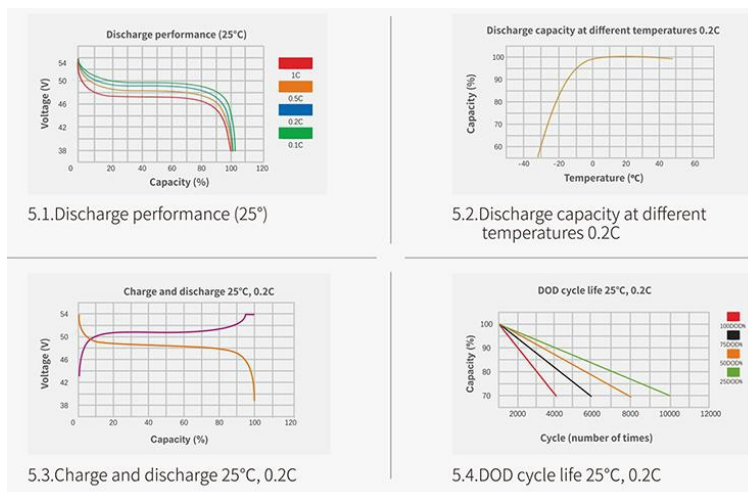 Discharge performance (25°C)
Voltage (V)
54
50
46
42
38
0 20 40 60 80 100 120
Capacity (%)
1C
0.5C
0.2C
0.1C
5.1.Discharge performance (25°)
Discharge capacity at different temperatures 0.2C
Capacity (%)
100
90
80
70
60
-40 -20 0 20 40 60
Temperature (°C)
5.2.Discharge capacity at different
temperatures 0.2C
Charge and discharge 25°C, 0.2C
Voltage (V)
54
50
46
42
38
0 20 40 60 80 100 120
Capacity (%)
5.3.Charge and discharge 25°C, 0.2C
DOD cycle life 25°C, 0.2C
Capacity (%)
100
90
80
70
2000 4000 6000 8000 10000 12000
Cycle (number of times)
100DOD%
75DOD%
50DOD%
25DOD%
5.4.DOD cycle life 25°C, 0.2C